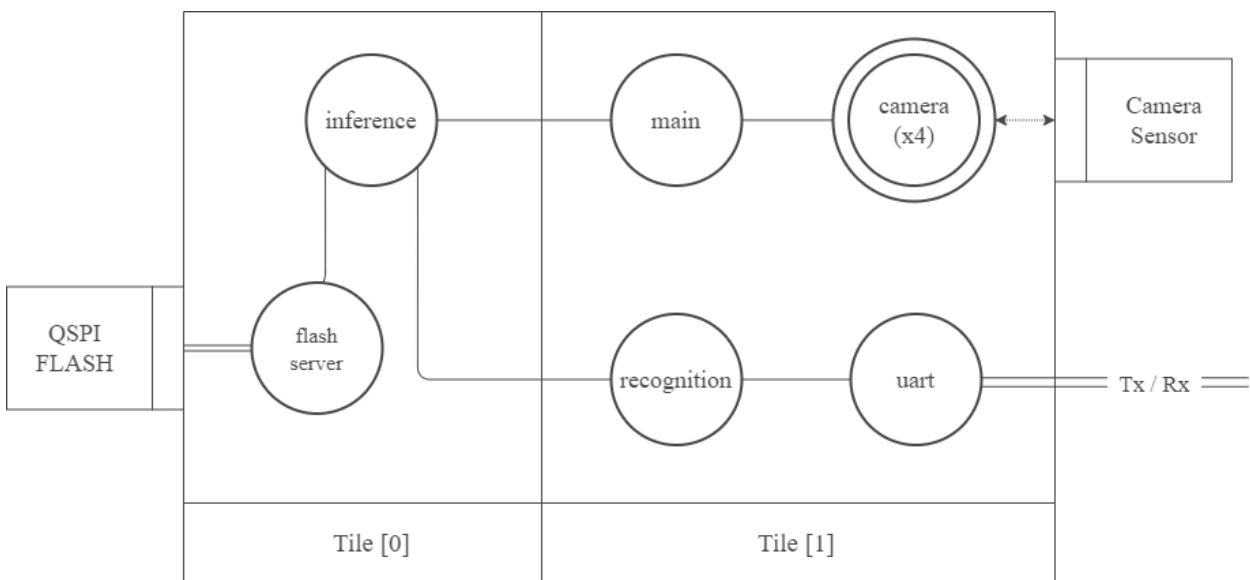 inference
main
camera
(x4)
Camera
Sensor
QSPI
FLASH
flash
server
recognition
uart
Tx / Rx
Tile [0]
Tile [1]